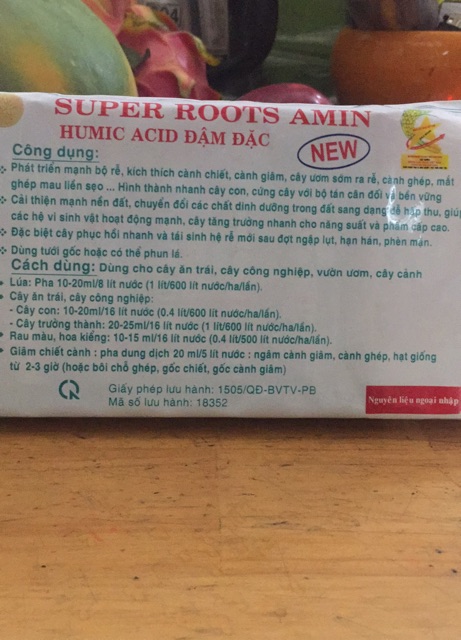 SUPER ROOTS AMIN
HUMIC ACID ĐẬM ĐẶC
NEW
Công dụng:
Phát triển mạnh bộ rễ, kích thích cành chiết, cành giâm, cây ươm sớm ra rễ, cành ghép, mắt
ghép mau liền sẹo ... Hình thành nhanh cây con, cứng cây với bộ tán cân đối và bền vững
Cải thiện mạnh nền đất, chuyển đổi các chất dinh dưỡng trong đất sang dạng dễ hấp thu, giúp
các hệ vi sinh vật hoạt động mạnh, cây tăng trưởng nhanh cho năng suất và phẩm cấp cao.
Đặc biệt cây phục hồi nhanh và tái sinh hệ rễ mới sau đợt ngập lụt, hạn hán, phèn mặn.
Dùng tưới gốc hoặc có thể phun lá.
Cách dùng: Dùng cho cây ăn trái, cây công nghiệp, vườn ươm, cây cảnh
Lúa: Pha 10-20ml/8 lít nước (1 lít/600 lít nước/ha/lần).
Cây ăn trái, cây công nghiệp:
- Cây con: 10-20ml/16 lít nước (0.4 lít/600 lít nước/ha/lần).
- Cây trưởng thành: 20-25ml/16 lít nước (1 lít/600 lít nước/ha/lần).
Rau màu, hoa kiểng: 10-15 ml/16 lít nước (0.4 lít/500 lít nước/ha/lần).
Giâm chiết cành : pha dung dịch 20 ml/5 lít nước : ngâm cành giâm, cành ghép, hạt giống
từ 2-3 giờ (hoặc bôi chỗ ghép, gốc chiết, gốc cành giâm)
Giấy phép lưu hành: 1505/QĐ-BVTV-PB
Mã số lưu hành: 18352
Nguyên liệu ngoại nhập